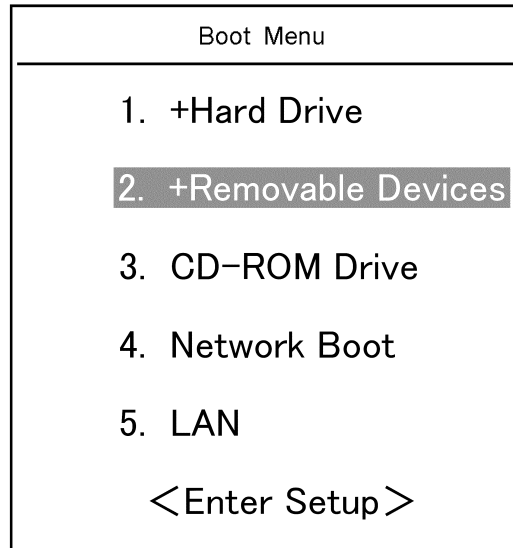 Boot Menu
1. +Hard Drive
2. +Removable Devices
3. CD-ROM Drive
4. Network Boot
5. LAN
<Enter Setup>